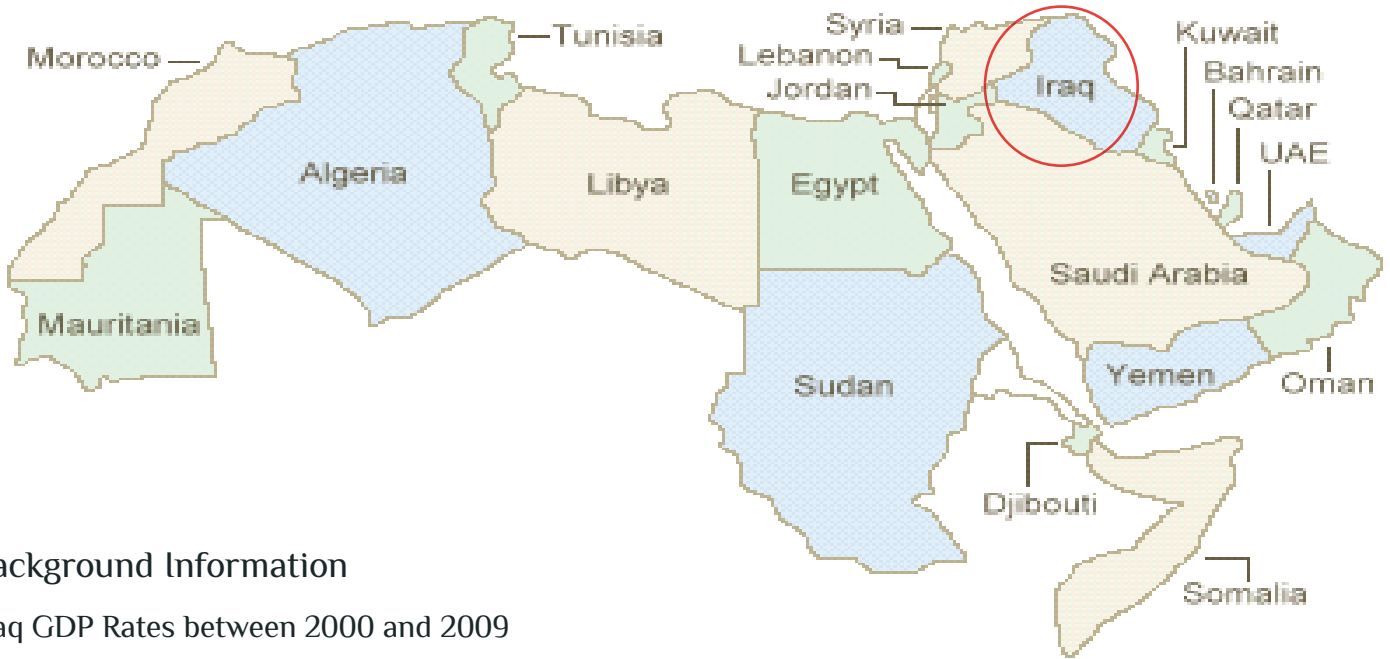 Syria
Tunisia
Kuwait
Morocco
Lebanon
Bahrain
Jordan
Iraq
Qatar
UAE
Algeria
Libya
Egypt
Saudi Arabia
Mauritania
Yemen
Oman
Sudan
Djibouti
ackground Information
Somalia
aq GDP Rates between 2000 and 2009